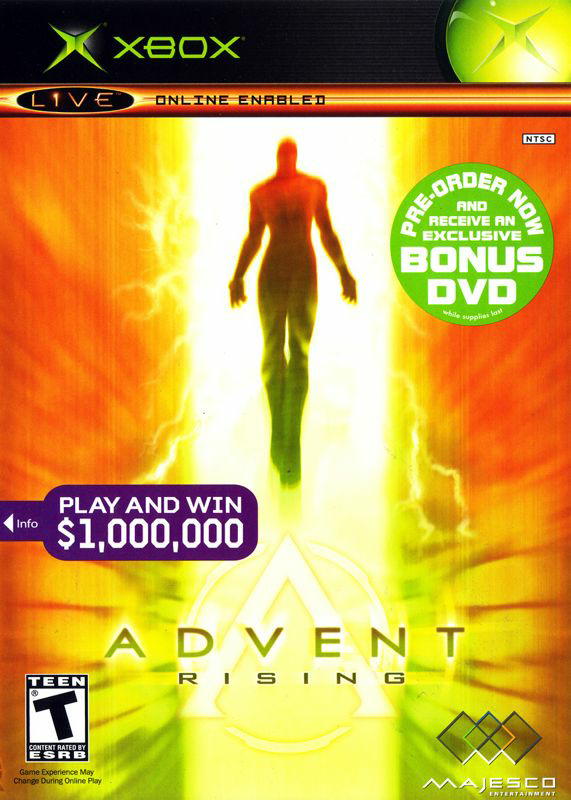 XBOX
LIVE™ ONLINE ENABLED
NTSC
PRE-ORDER NOW
AND
RECEIVE AN
EXCLUSIVE
BONUS
DVD
while supplies last
Info
PLAY AND WIN
$1,000,000
ADVENT
RISING
TEEN
T®
CONTENT RATED BY
ESRB
Game Experience May
Change During Online Play
MAJESCO
ENTERTAINMENT